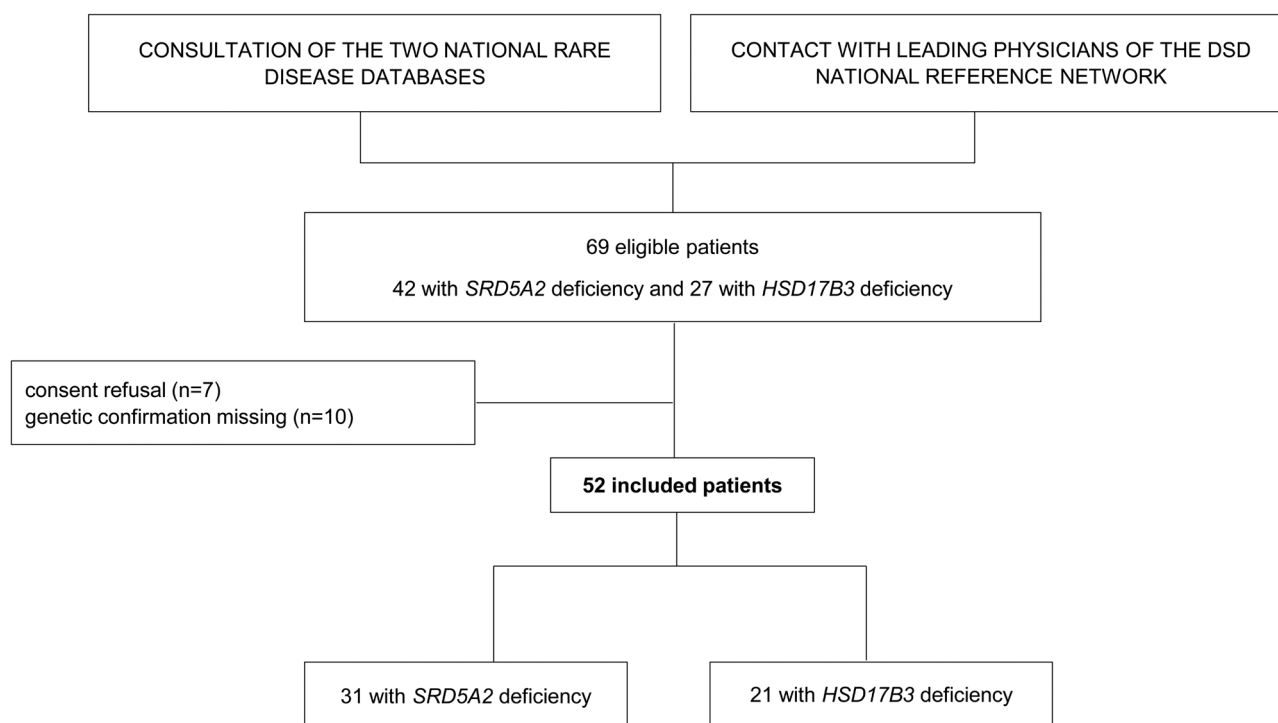 CONSULTATION OF THE TWO NATIONAL RARE
DISEASE DATABASES
CONTACT WITH LEADING PHYSICIANS OF THE DSD
NATIONAL REFERENCE NETWORK
69 eligible patients
42 with SRD5A2 deficiency and 27 with HSD17B3 deficiency
consent refusal (n=7)
genetic confirmation missing (n=10)
52 included patients
31 with SRD5A2 deficiency
21 with HSD17B3 deficiency